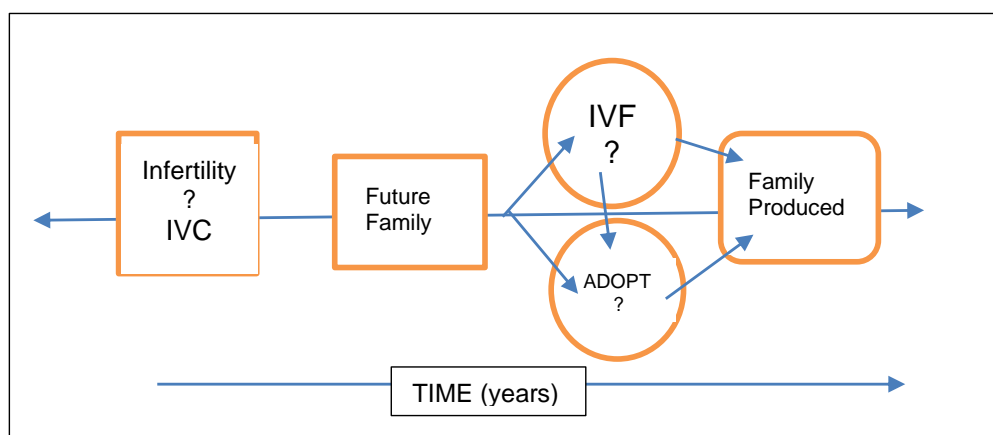 Infertility
?
IVC
Future
Family
IVF
?
ADOPT
?
Family
Produced
TIME (years)